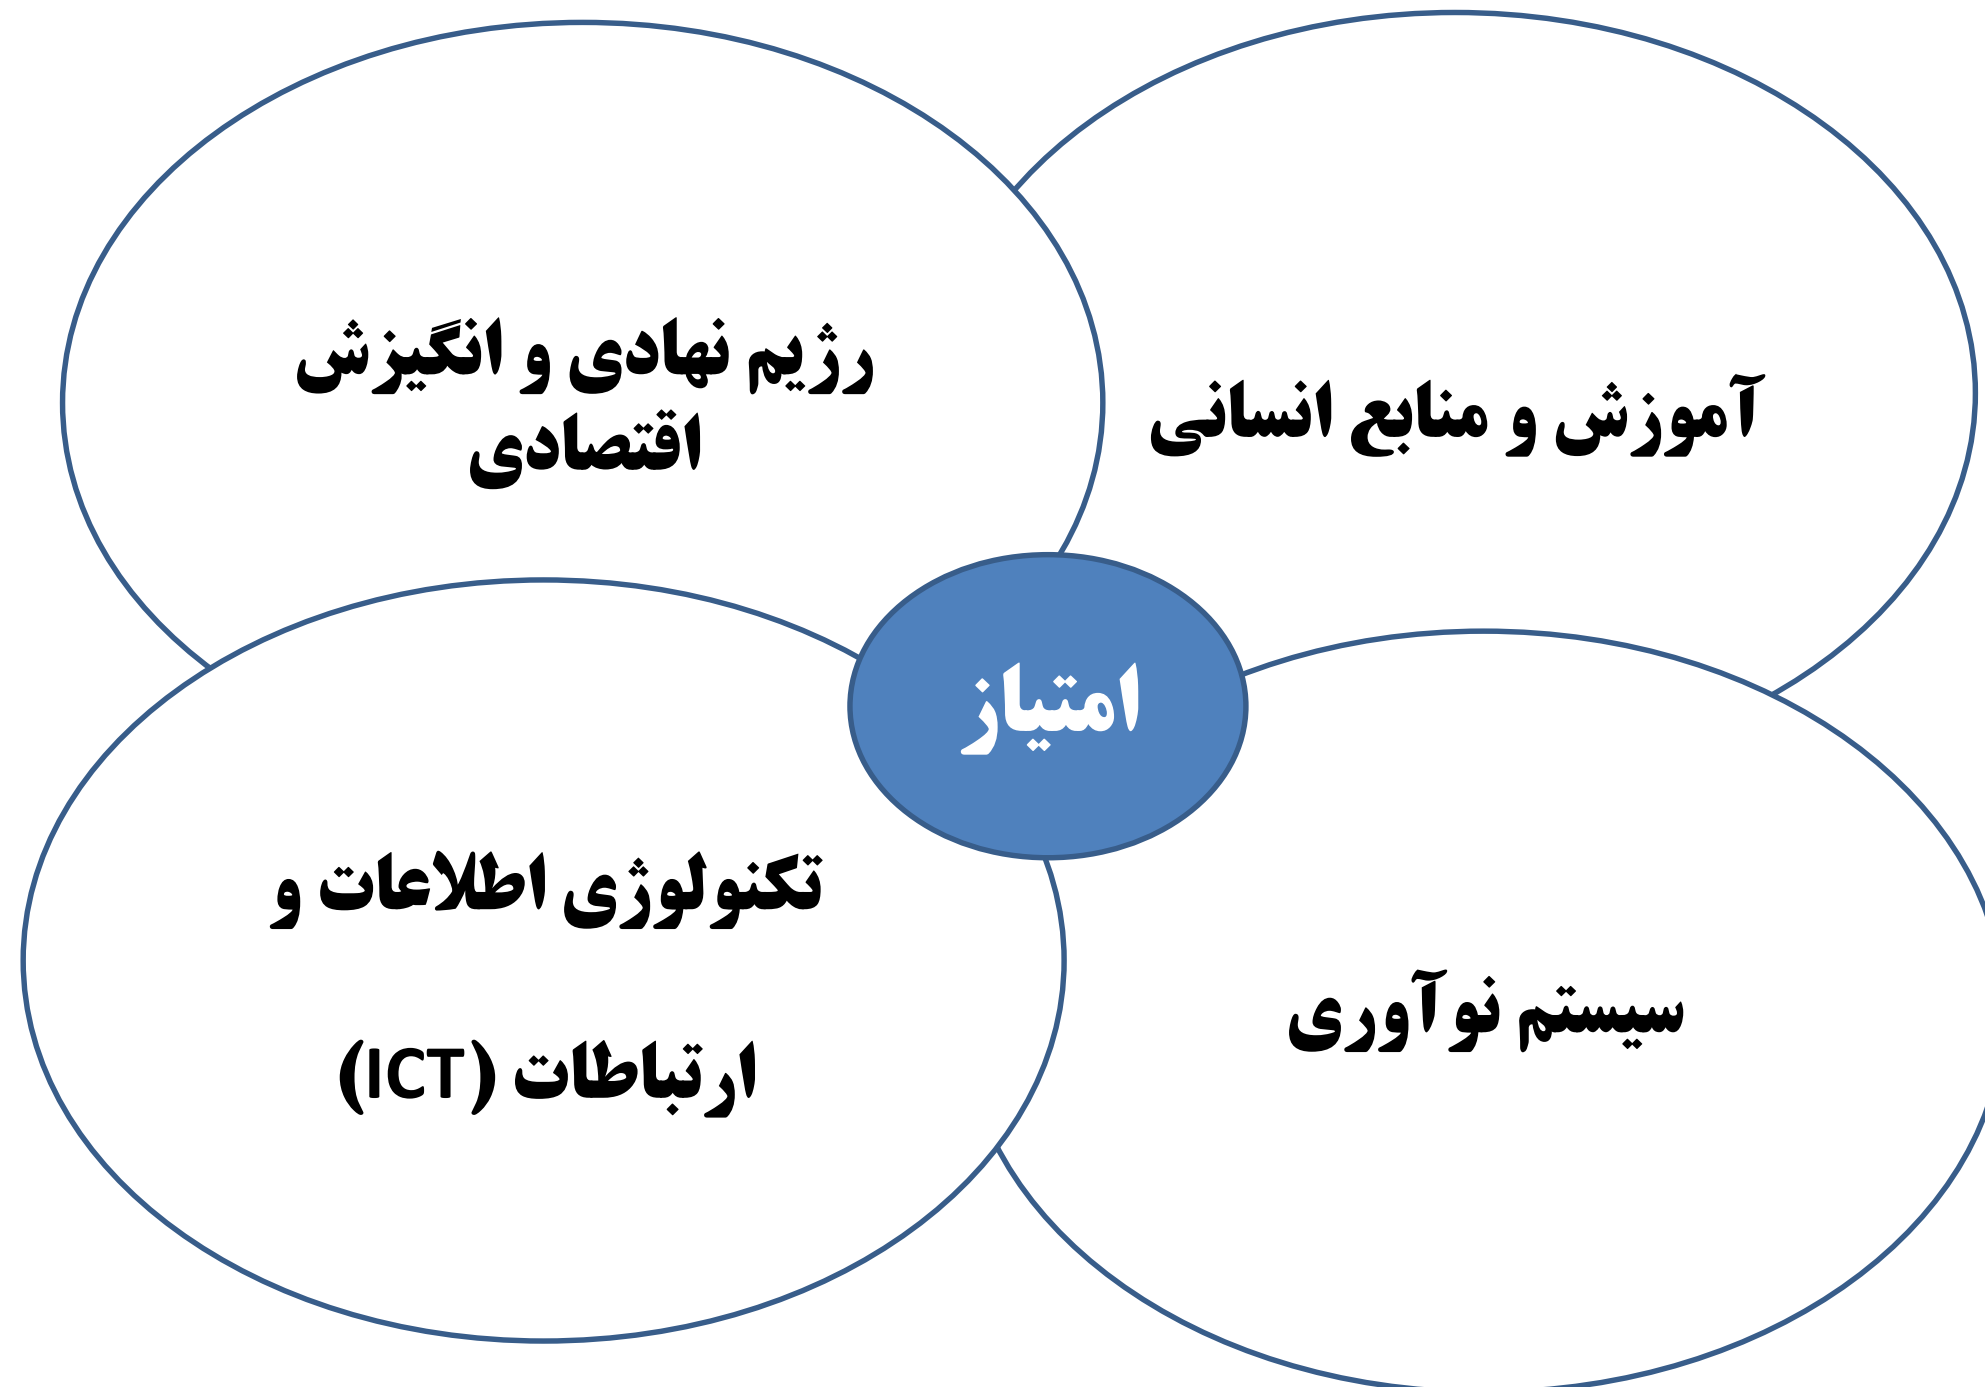 آموزش و منابع انسانی
رژیم نهادی و انگیزش
اقتصادی
امتیاز
سیستم نوآوری
تکنولوژی اطلاعات و
ارتباطات (ICT)